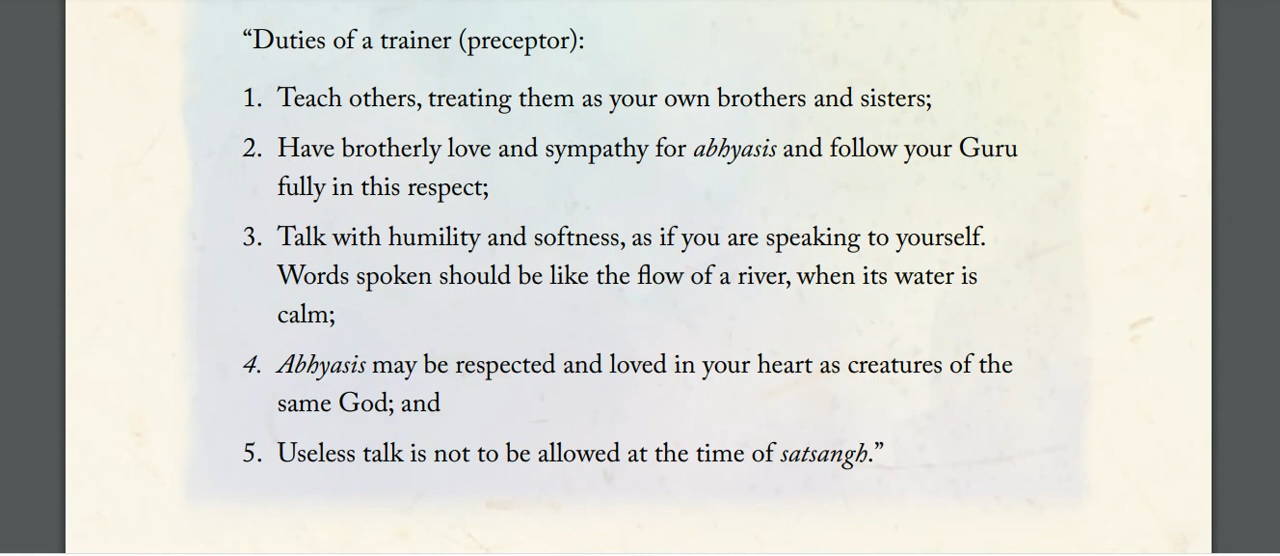 “Duties of a trainer (preceptor):
1. Teach others, treating them as your own brothers and sisters;
2. Have brotherly love and sympathy for abhyasis and follow your Guru
fully in this respect;
3. Talk with humility and softness, as if you are speaking to yourself.
Words spoken should be like the flow of a river, when its water is
calm;
4. Abhyasis may be respected and loved in your heart as creatures of the
same God; and
5. Useless talk is not to be allowed at the time of satsangh.”